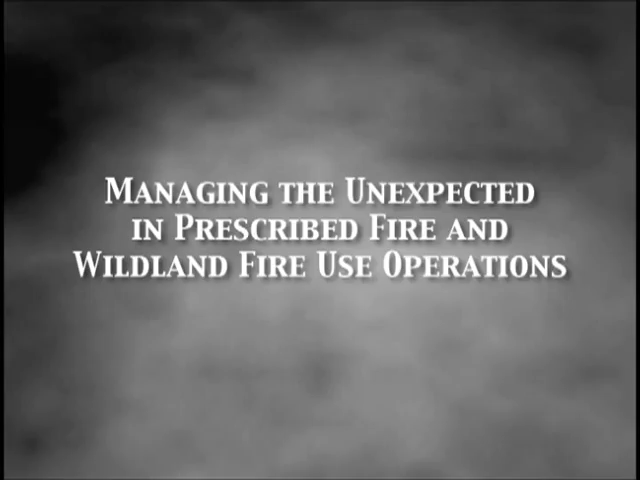 Managing the Unexpected
in Prescribed Fire and
Wildland Fire Use Operations